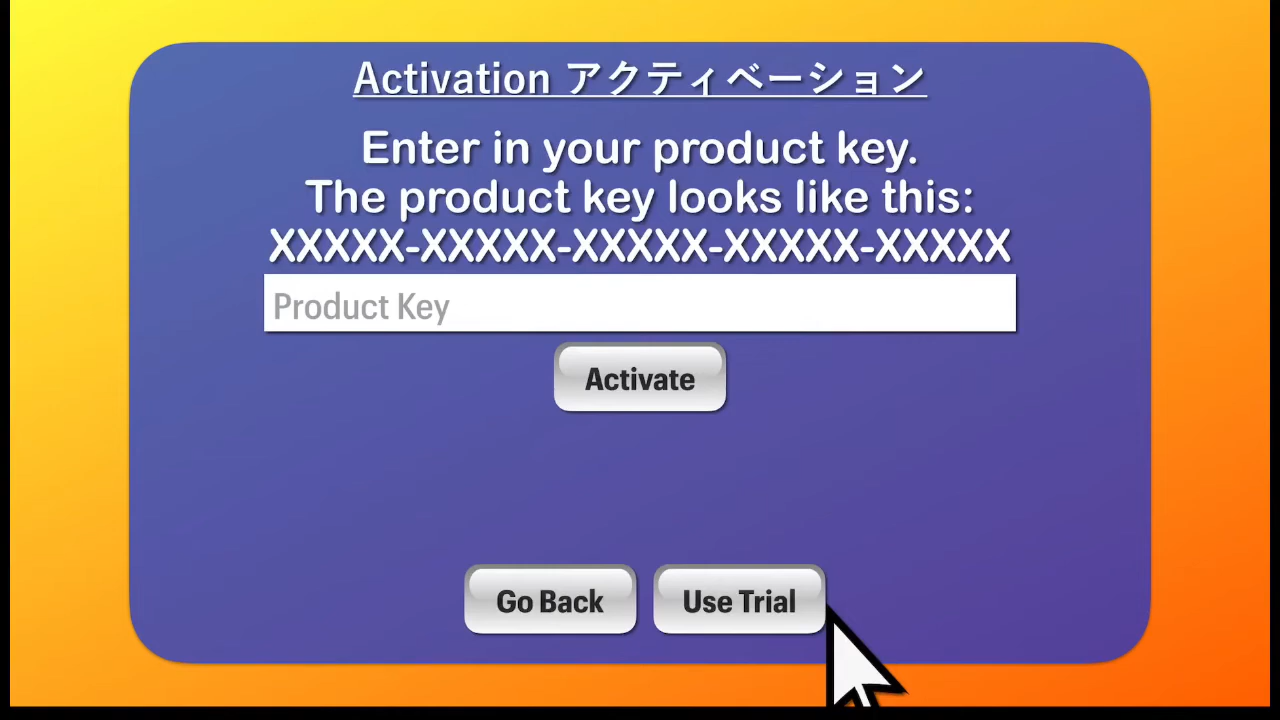 Activation アクティベーション
Enter in your product key.
The product key looks like this:
XXXXX-XXXXX-XXXXX-XXXXX-XXXXX
Product Key
Activate
Go Back Use Trial